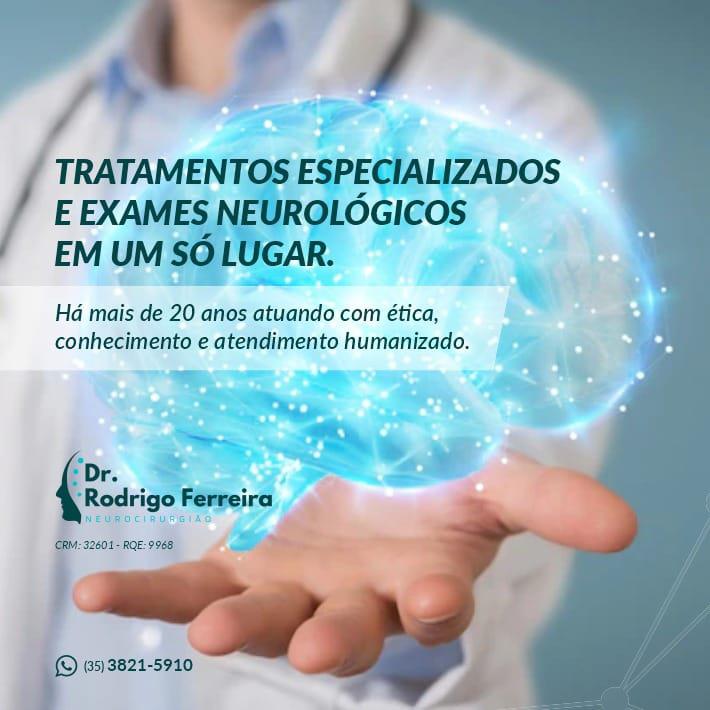 TRATAMENTOS ESPECIALIZADOS
E EXAMES NEUROLÓGICOS
EM UM SÓ LUGAR.
Há mais de 20 anos atuando com ética,
conhecimento e atendimento humanizado.
Dr.
Rodrigo Ferreira
NEUROCIRURGIÃO
CRM: 32601 - RQE: 9968
(35) 3821-5910